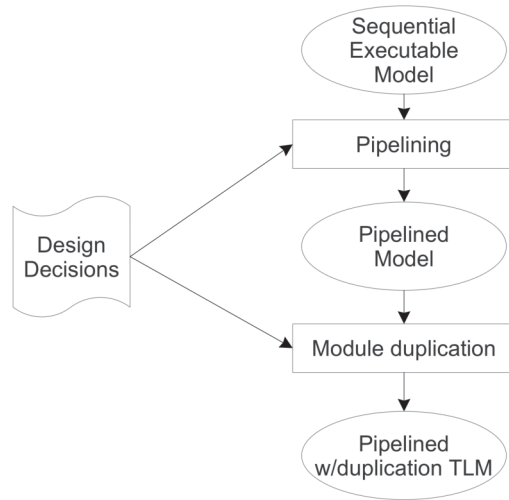 Sequential
Executable
Model
Pipelining
Design
Decisions
Pipelined
Model
Module duplication
Pipelined
w/duplication TLM